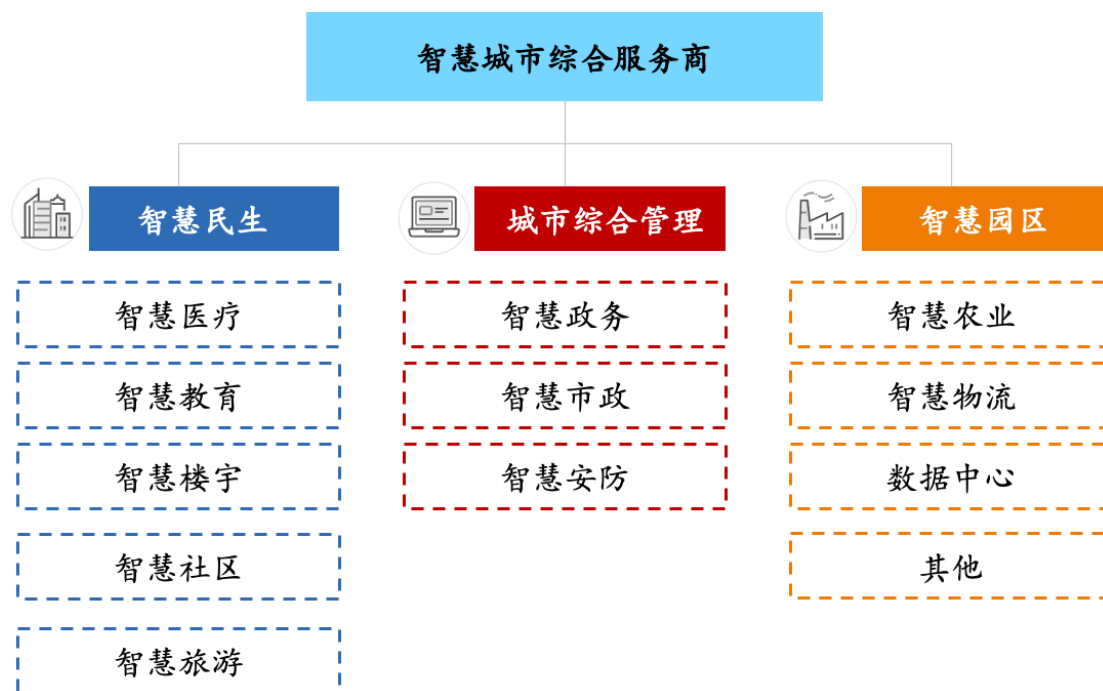 智慧城市综合服务商
智慧民生
智慧医疗
智慧教育
智慧楼宇
智慧社区
智慧旅游
城市综合管理
智慧政务
智慧市政
智慧安防
智慧园区
智慧农业
智慧物流
数据中心
其他